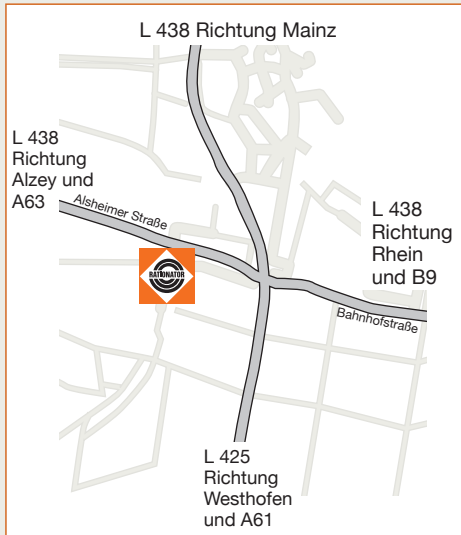 L 438 Richtung Mainz
L 438
Richtung
Alzey und
A63
Alsheimer Straße
L 438
Richtung
Rhein
und B9
RATIONATOR
Bahnhofstraße
L 425
Richtung
Westhofen
und A61